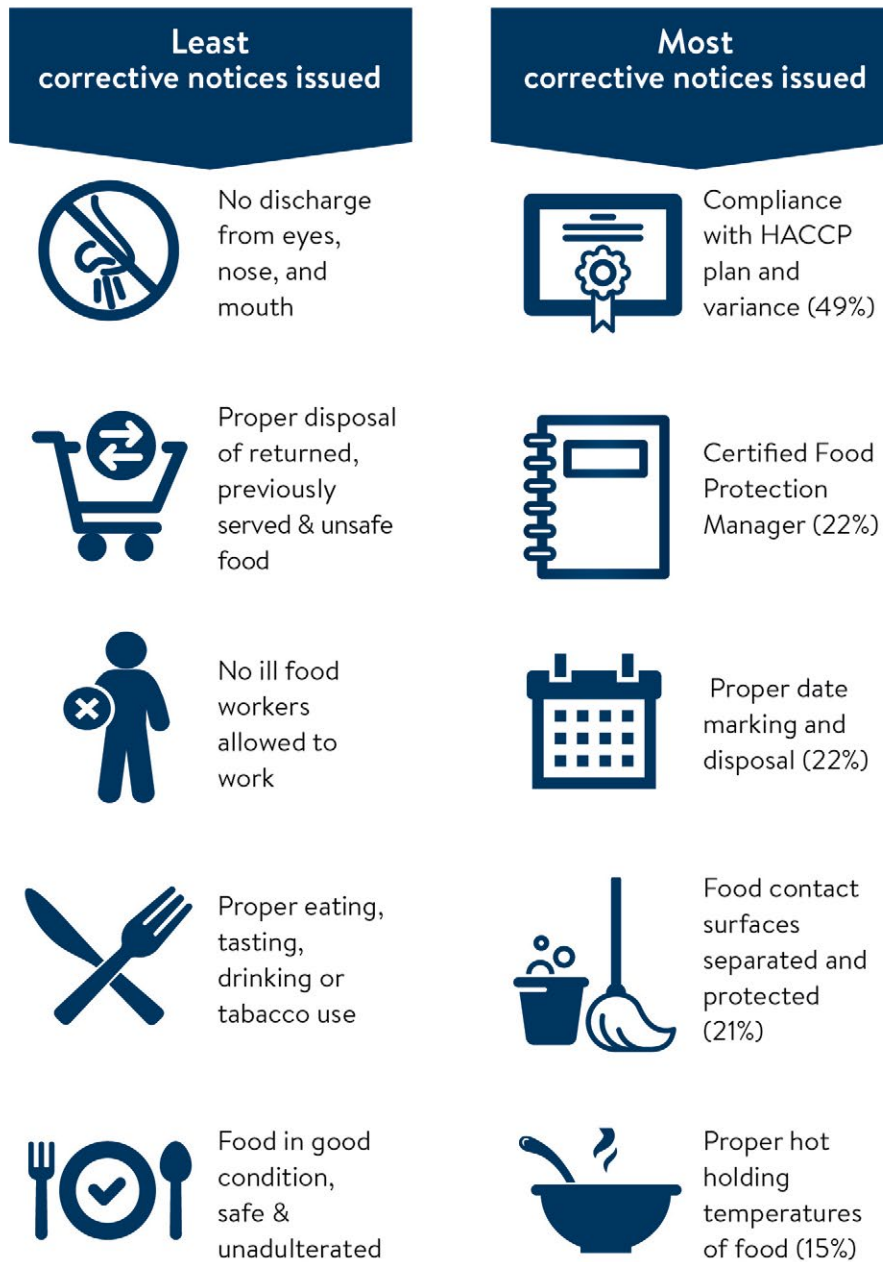 Least
corrective notices issued
No discharge
from eyes,
nose, and
mouth
Proper disposal
of returned,
previously
served & unsafe
food
No ill food
workers
allowed to
work
Proper eating,
tasting,
drinking or
tabacco use
Food in good
condition,
safe &
unadulterated
Most
corrective notices issued
Compliance
with HACCP
plan and
variance (49%)
Certified Food
Protection
Manager (22%)
Proper date
marking and
disposal (22%)
Food contact
surfaces
separated and
protected
(21%)
Proper hot
holding
temperatures
of food (15%)